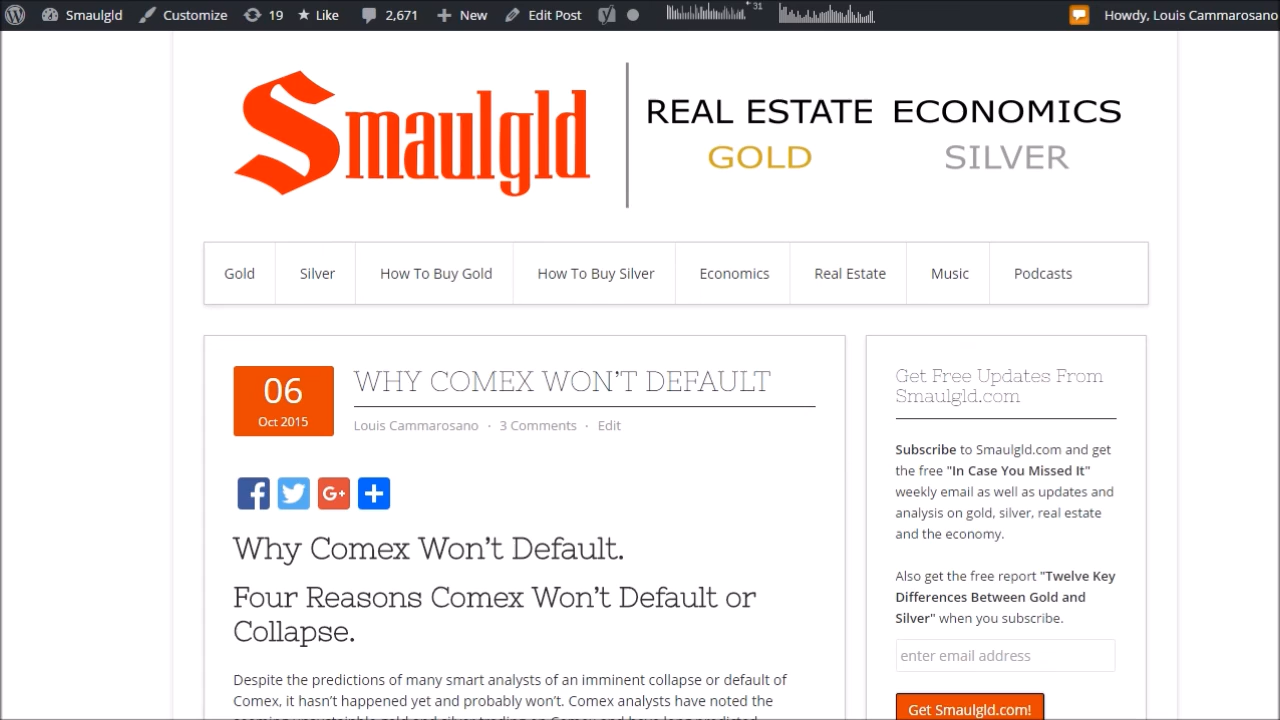 Smaulgld Customize 19 Like 2,671 New Edit Post 31 Howdy, Louis Cammarosano
Smaulgld
REAL ESTATE ECONOMICS
GOLD SILVER
Gold Silver How To Buy Gold How To Buy Silver Economics Real Estate Music Podcasts
06
Oct 2015
WHY COMEX WON’T DEFAULT
Louis Cammarosano · 3 Comments · Edit
Why Comex Won’t Default.
Four Reasons Comex Won’t Default or
Collapse.
Despite the predictions of many smart analysts of an imminent collapse or default of
Comex, it hasn’t happened yet and probably won’t. Comex analysts have noted the
Get Free Updates From
Smaulgld.com
Subscribe to Smaulgld.com and get
the free "In Case You Missed It"
weekly email as well as updates and
analysis on gold, silver, real estate
and the economy.
Also get the free report "Twelve Key
Differences Between Gold and
Silver" when you subscribe.
enter email address
Get Smaulgld.com!